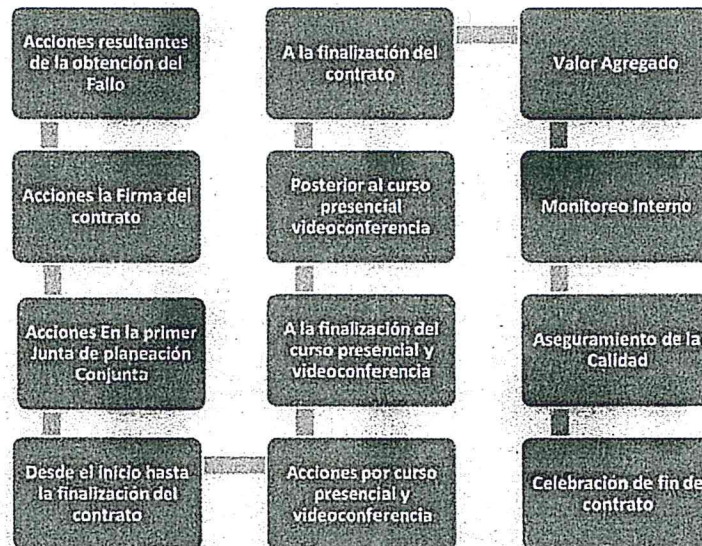 Acciones resultantes
de la obtención del
Fallo
Acciones la Firma del
contrato
Acciones En la primer
Junta de planeación
Conjunta
Desde el inicio hasta
la finalización del
contrato
Acciones por curso
presencial y
videoconferencia
A la finalización del
curso presencial y
videoconferencia
Posterior al curso
presencial
videoconferencia
A la finalización del
contrato
Valor Agregado
Monitoreo Interno
Aseguramiento de la
Calidad
Celebración de fin de
contrato